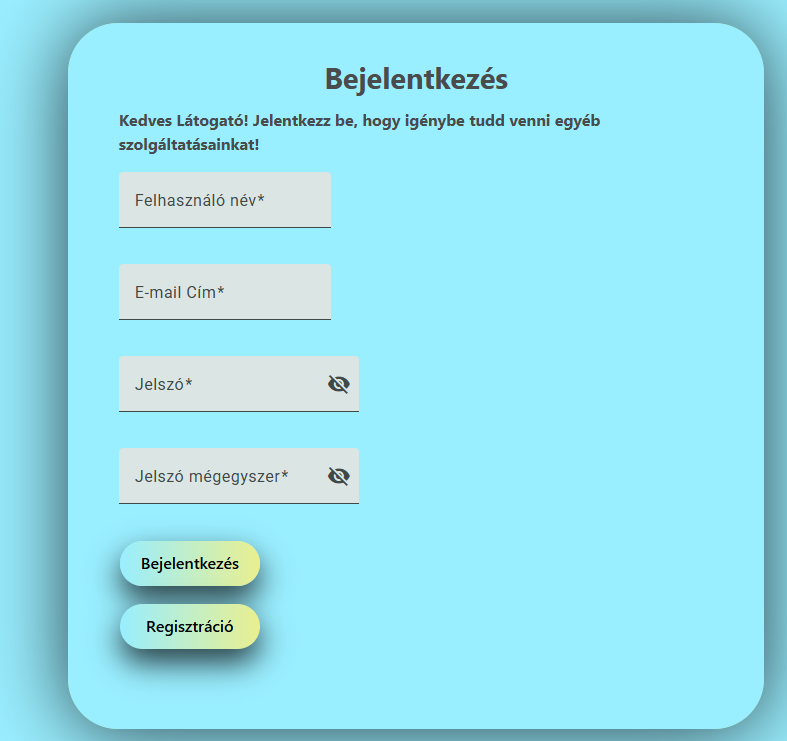 Bejelentkezés
Kedves Látogató! Jelentkezz be, hogy igénybe tudd venni egyéb
szolgáltatásainkat!
Felhasználó név*
E-mail Cím*
Jelszó*
Jelszó mégegyszer*
Bejelentkezés
Regisztráció